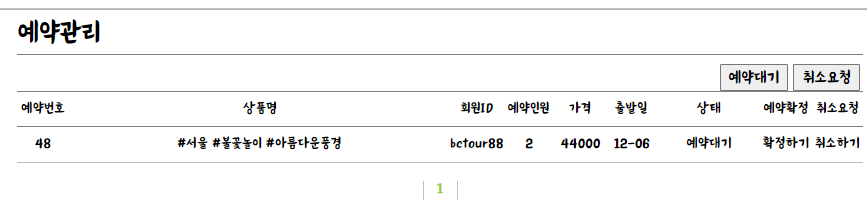 예약관리
예약대기 취소요청
예약번호 상품명 회원ID 예약인원 가격 출발일 상태 예약확정 취소요청
48 #서울 #불꽃놀이 #아름다운풍경 bctour88 2 44000 12-06 예약대기 확정하기 취소하기
1